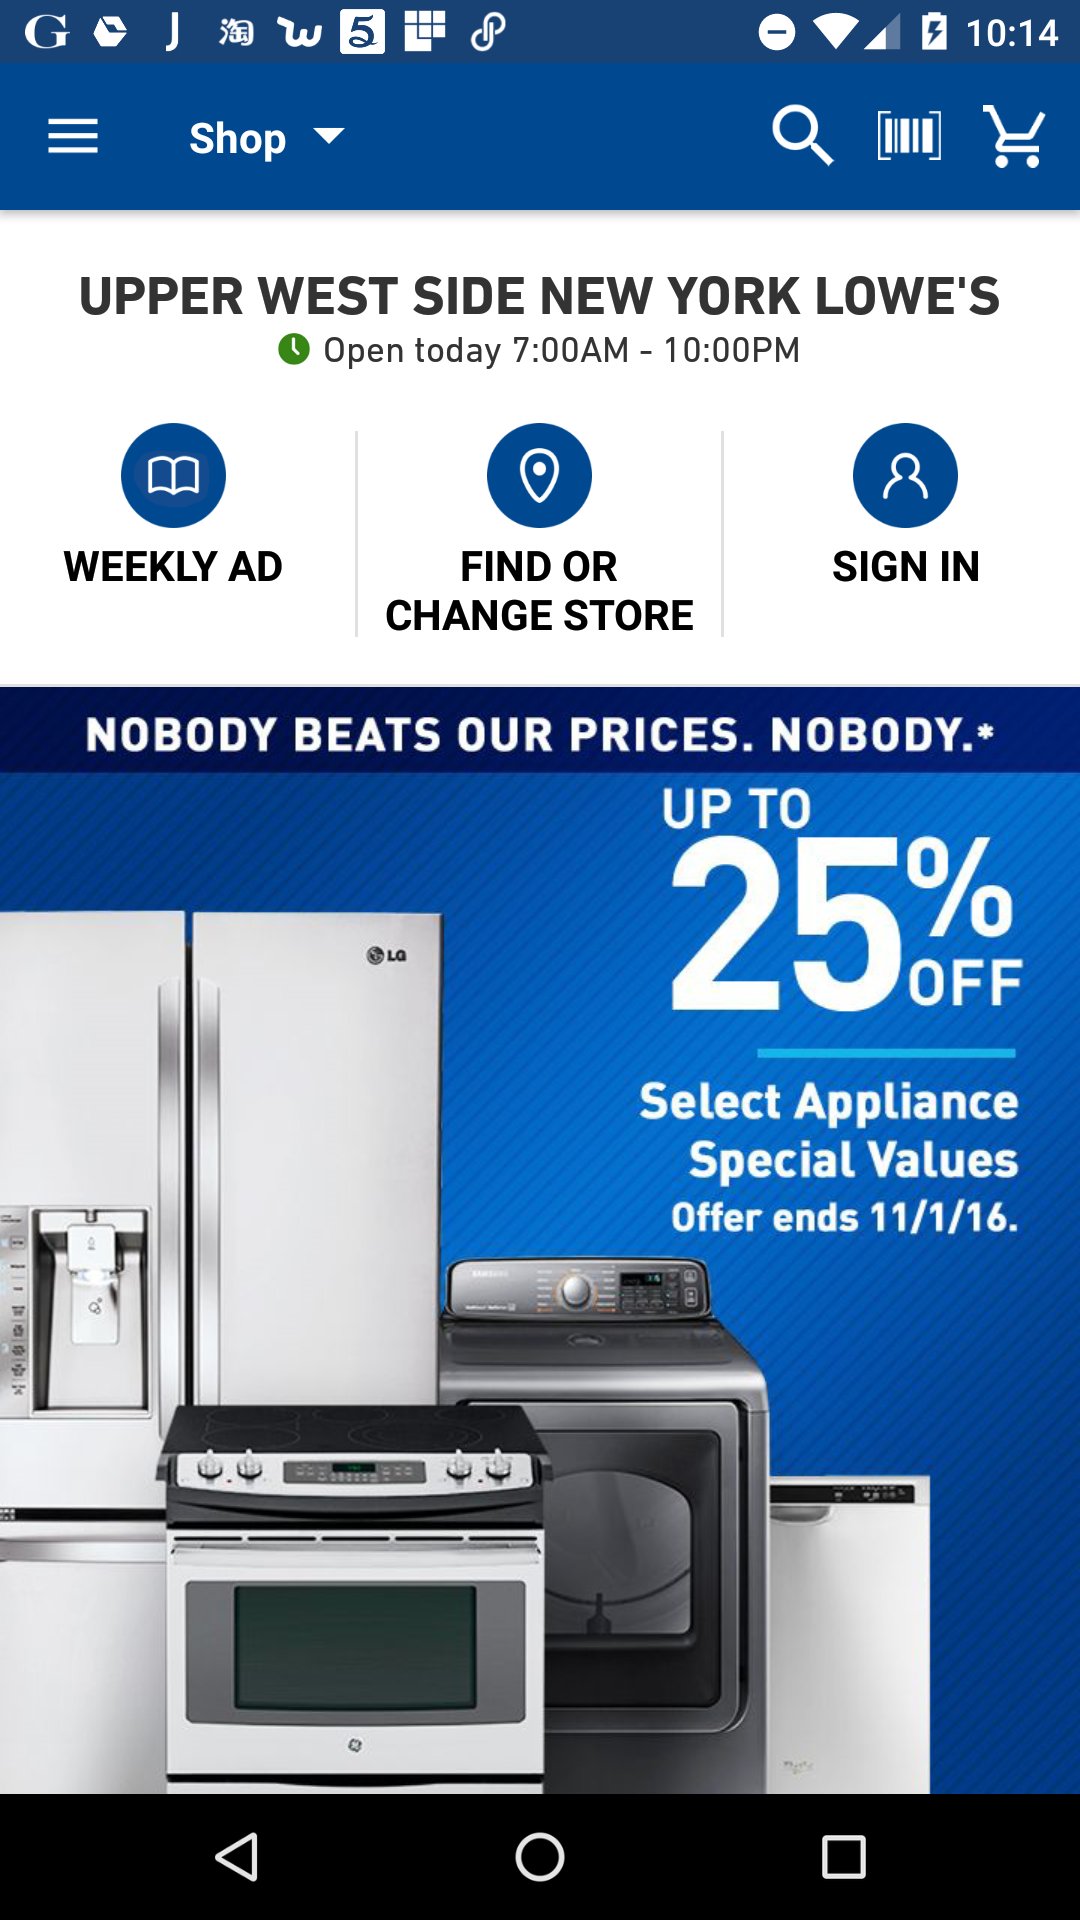 10:14
Shop
UPPER WEST SIDE NEW YORK LOWE'S
Open today 7:00AM - 10:00PM
WEEKLY AD
FIND OR
CHANGE STORE
SIGN IN
NOBODY BEATS OUR PRICES. NOBODY.*
UP TO
25% OFF
LG
Select Appliance
Special Values
Offer ends 11/1/16.
SAMSUNG